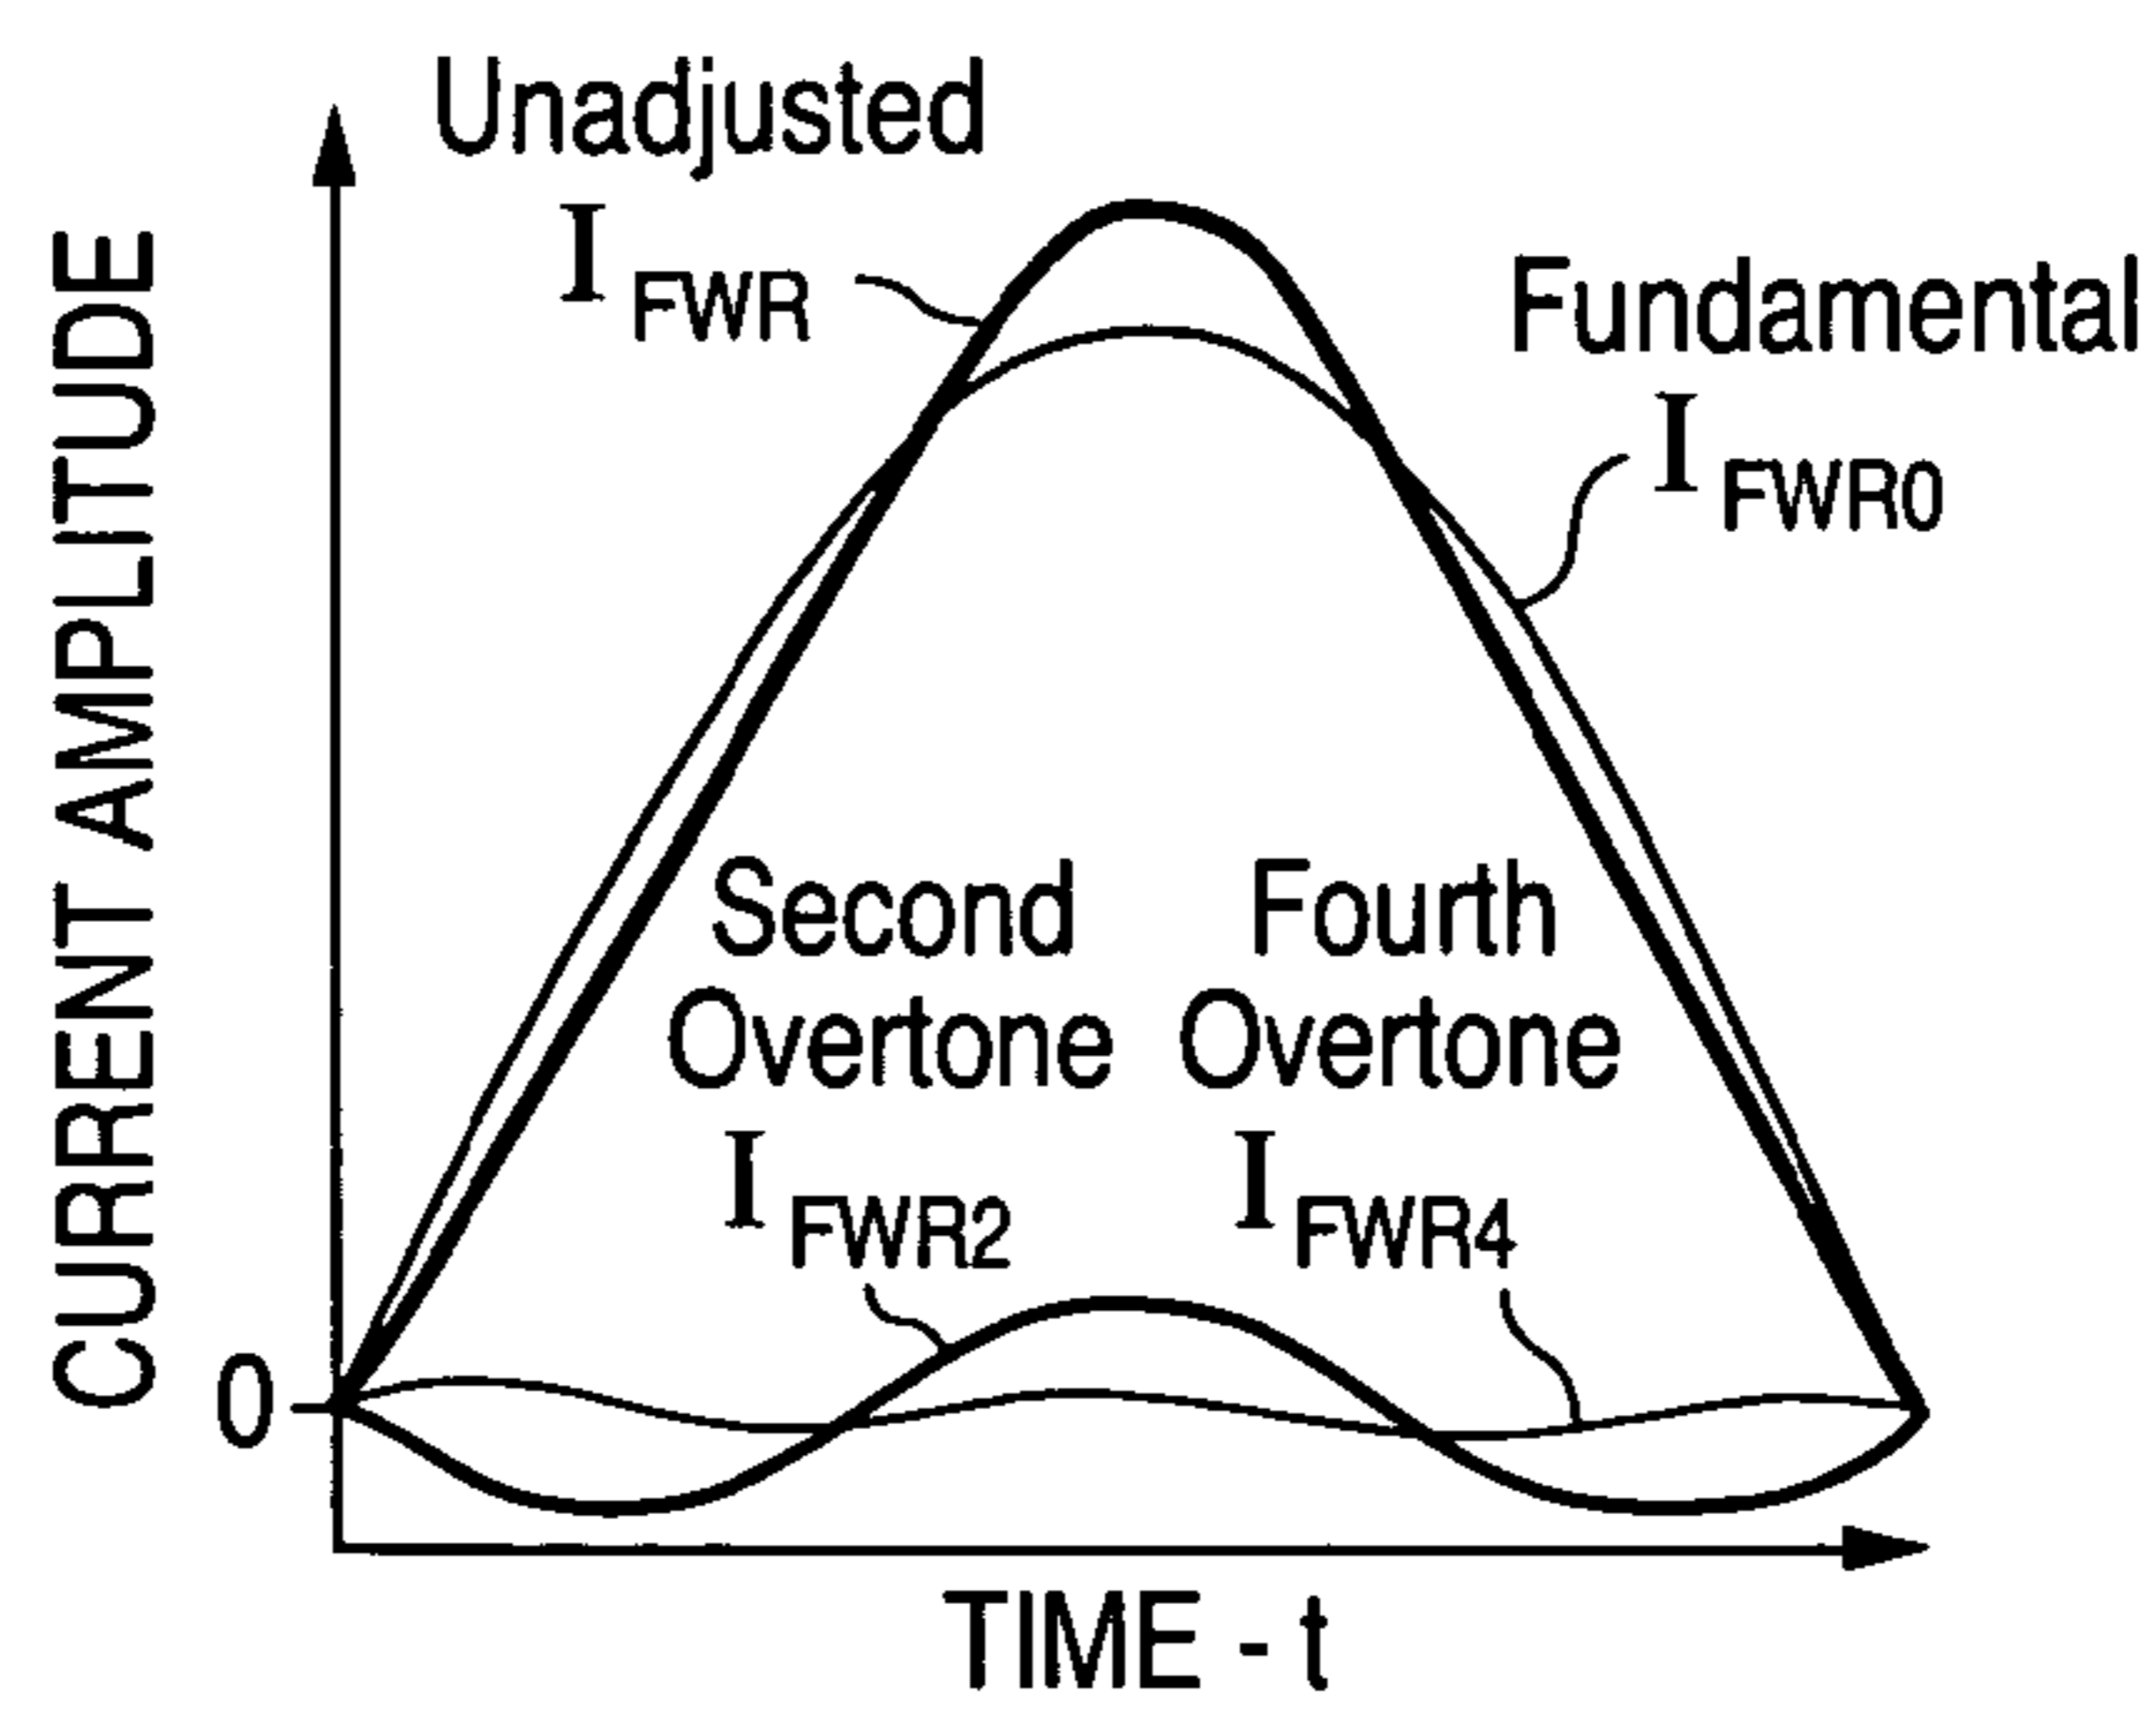 Unadjusted
I FWR
Fundamental
I FWR0
CURRENT AMPLITUDE
Second
Overtone
I FWR2
Fourth
Overtone
I FWR4
0
TIME - t